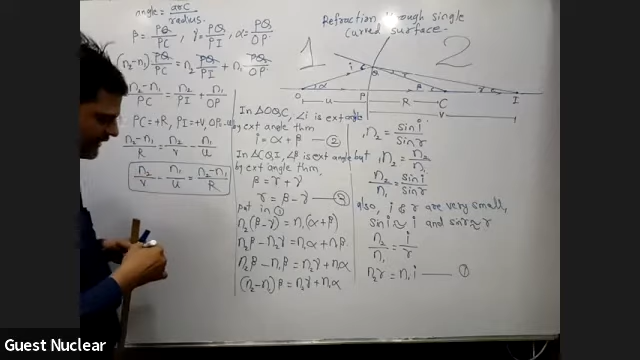 angle = arc / radius.
β = PQ/PC, γ = PQ/PI, α = PQ/OP
(n2-n1) PQ/PC = n2 PQ/PI + n1 PQ/OP
n2-n1/PC = n2/PI + n1/OP
PC=+R, PI=+V, OP=-u
n2-n1/R = n2/v - n1/u
n2/v - n1/u = n2-n1/R
In ΔOQC, ∠i is ext angle
by ext angle thm
i = α + β — ②
In ΔCQI, ∠β is ext angle
by ext angle thm.
β = r + γ
r = β - γ — ③
put in ①
n2(β-γ) = n1(α+β)
n2β - n2γ = n1α + n1β
n2β - n1β = n2γ + n1α
(n2-n1)β = n2γ + n1α
Refraction through single
curved surface.
1 2
i Q r
O α P β C γ I
u R
V
1n2 = sin i / sin r
but 1n2 = n2/n1
n2/n1 = sin i / sin r
also, i & r are very small,
sin i ≈ i and sin r ≈ r
n2/n1 = i/r
n2r = n1i — ①
Guest Nuclear